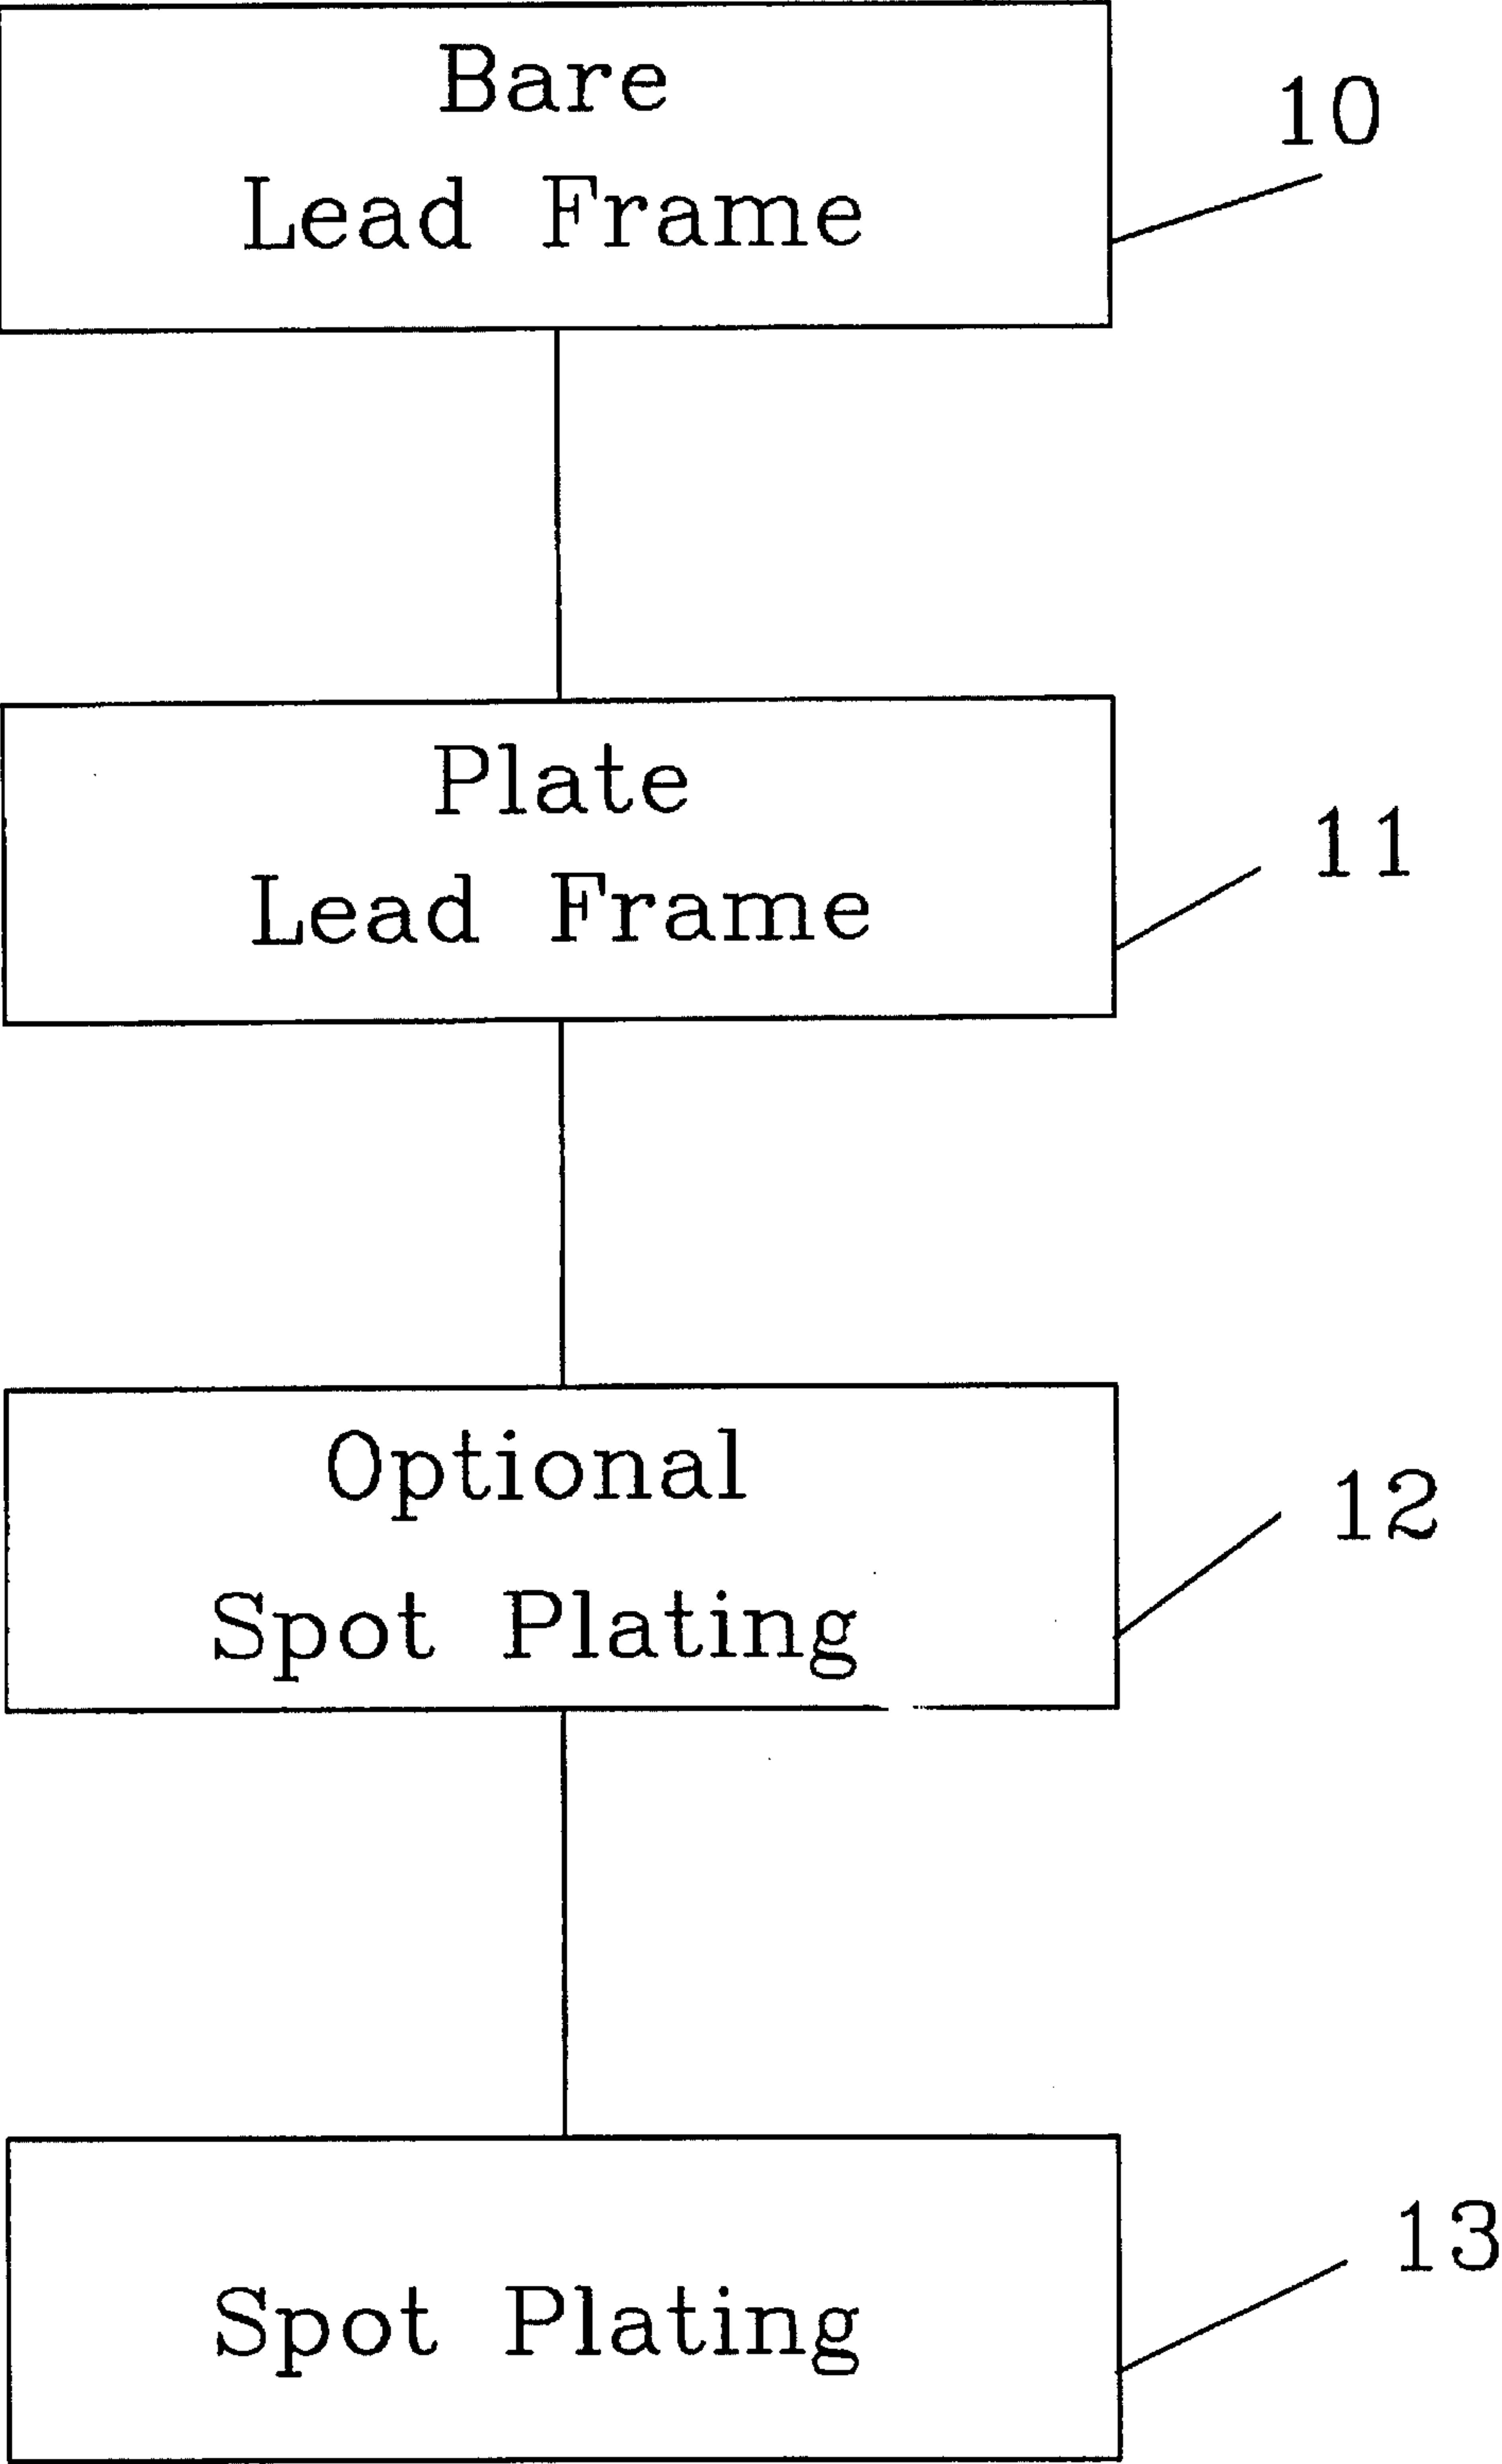 Bare
Lead Frame
10
Plate
Lead Frame
11
Optional
Spot Plating
12
Spot Plating
13